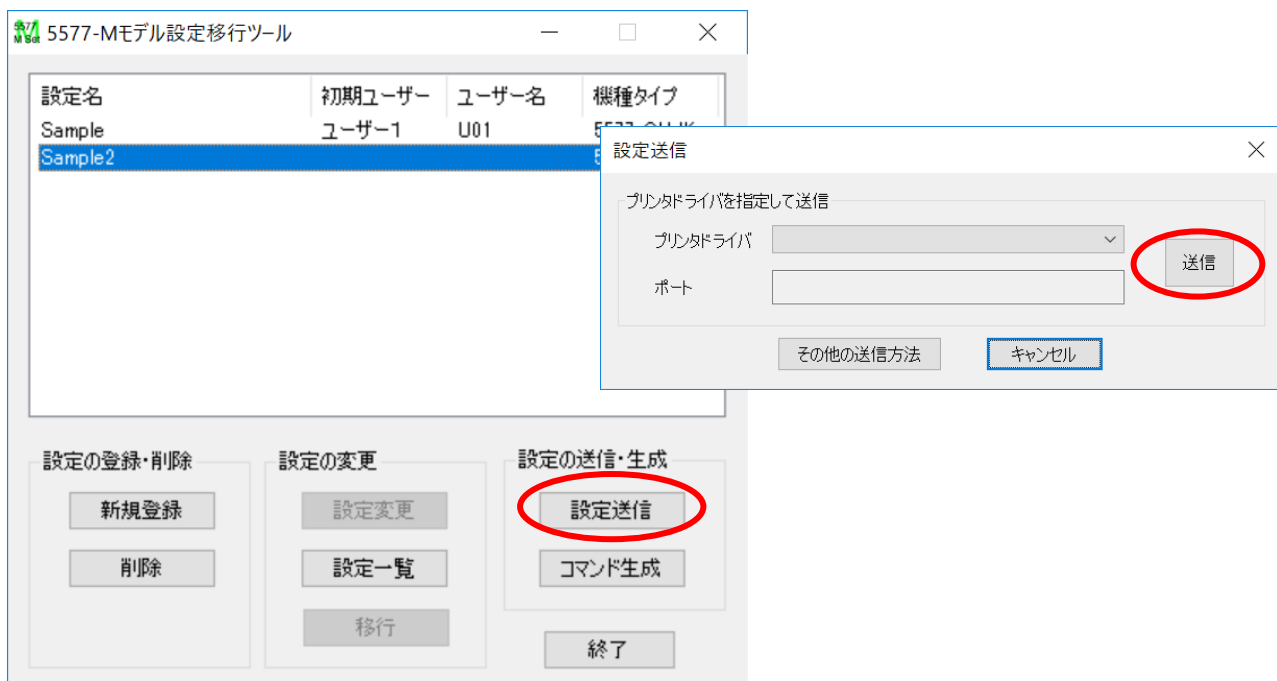 5577 M Set 5577-Mモデル設定移行ツール
設定名 初期ユーザー ユーザー名 機種タイプ
Sample ユーザー1 U01
Sample2
設定送信
プリンタドライバを指定して送信
プリンタドライバ
ポート
送信
その他の送信方法 キャンセル
設定の登録・削除 設定の変更 設定の送信・生成
新規登録 設定変更 設定送信
削除 設定一覧 コマンド生成
移行
終了